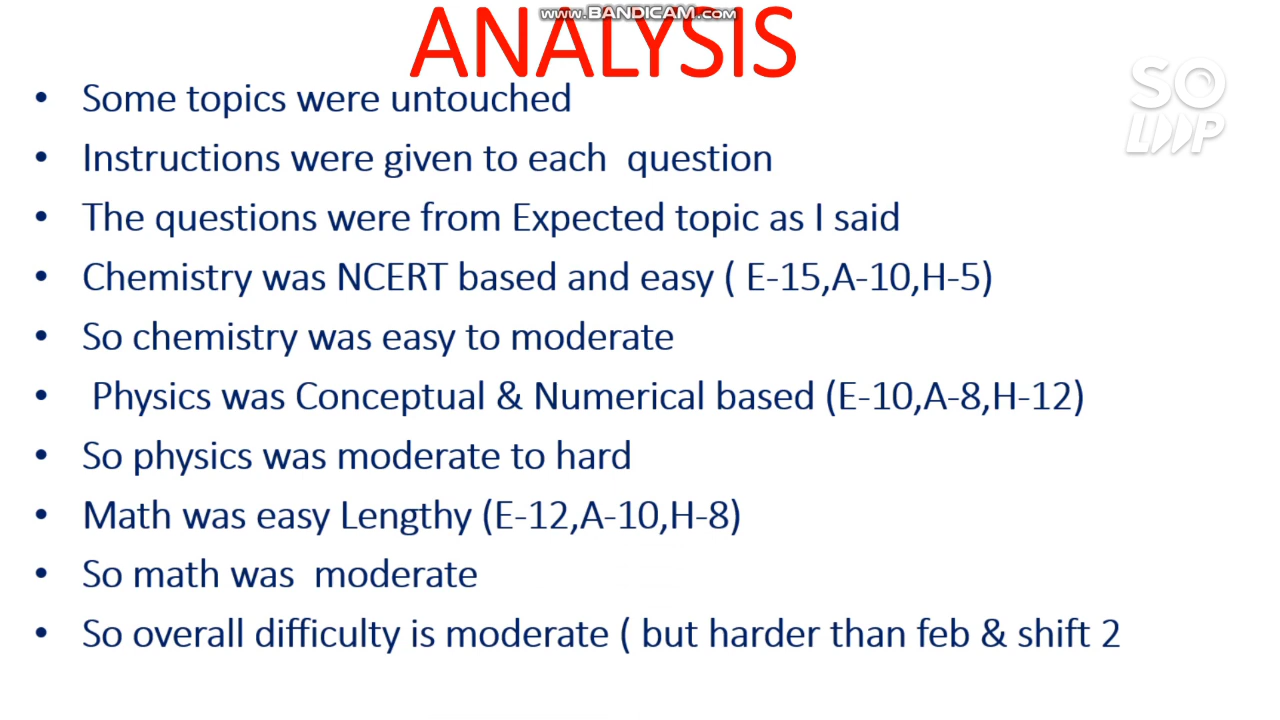 www.BANDICAM.com
ANALYSIS
SO
LOOP
• Some topics were untouched
• Instructions were given to each  question
• The questions were from Expected topic as I said
• Chemistry was NCERT based and easy ( E-15,A-10,H-5)
• So chemistry was easy to moderate
•  Physics was Conceptual & Numerical based (E-10,A-8,H-12)
• So physics was moderate to hard
• Math was easy Lengthy (E-12,A-10,H-8)
• So math was  moderate
• So overall difficulty is moderate ( but harder than feb & shift 2